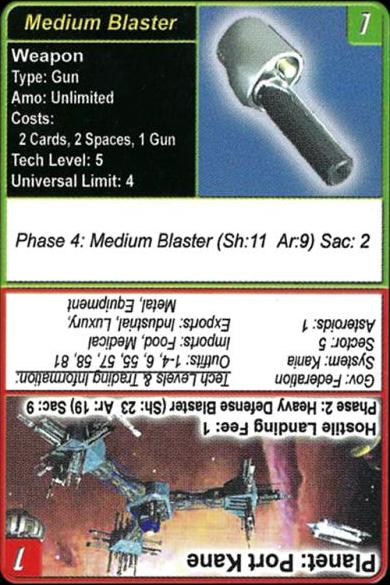 Medium Blaster
1
Weapon
Type: Gun
Amo: Unlimited
Costs:
2 Cards, 2 Spaces, 1 Gun
Tech Level: 5
Universal Limit: 4
Phase 4: Medium Blaster (Sh:11 Ar:9) Sac: 2
Planet: Port Kane
1
Hostile Landing Fee: 1
Phase 2: Heavy Defense Blaster (Sh: 23 Ar: 19) Sac: 9
Gov: Federation
System: Kania
Sector: 5
Asteroids: 1
Tech Levels & Trading Information:
Outfits: 1-4, 6, 55, 57, 58, 81
Imports: Food, Medical
Exports: Industrial, Luxury,
Metal, Equipment